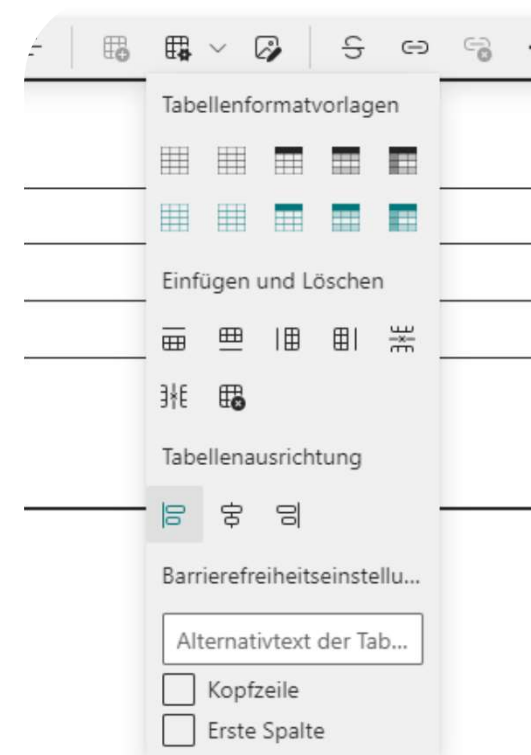 Tabellenformatvorlagen
Einfügen und Löschen
Tabellenausrichtung
Barrierefreiheitseinstellu...
Alternativtext der Tab...
Kopfzeile
Erste Spalte